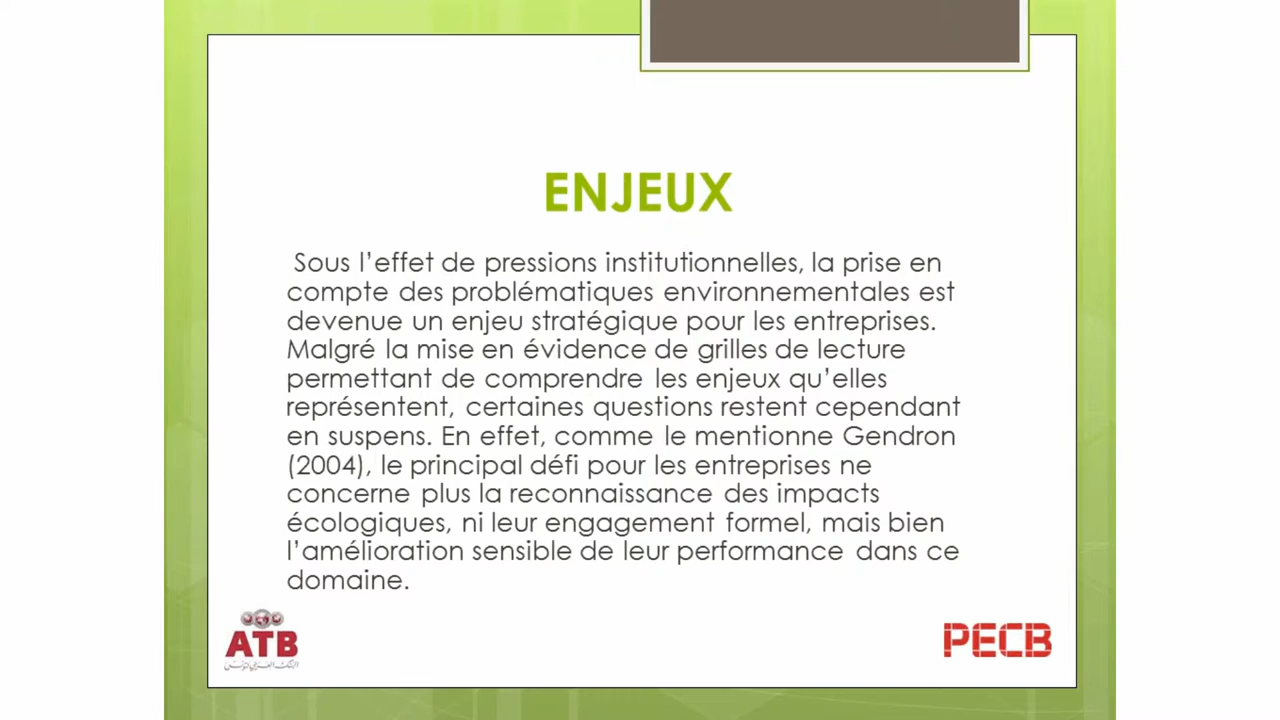 ENJEUX
Sous l’effet de pressions institutionnelles, la prise en
compte des problématiques environnementales est
devenue un enjeu stratégique pour les entreprises.
Malgré la mise en évidence de grilles de lecture
permettant de comprendre les enjeux qu’elles
représentent, certaines questions restent cependant
en suspens. En effet, comme le mentionne Gendron
(2004), le principal défi pour les entreprises ne
concerne plus la reconnaissance des impacts
écologiques, ni leur engagement formel, mais bien
l’amélioration sensible de leur performance dans ce
domaine.
ATB
PECB